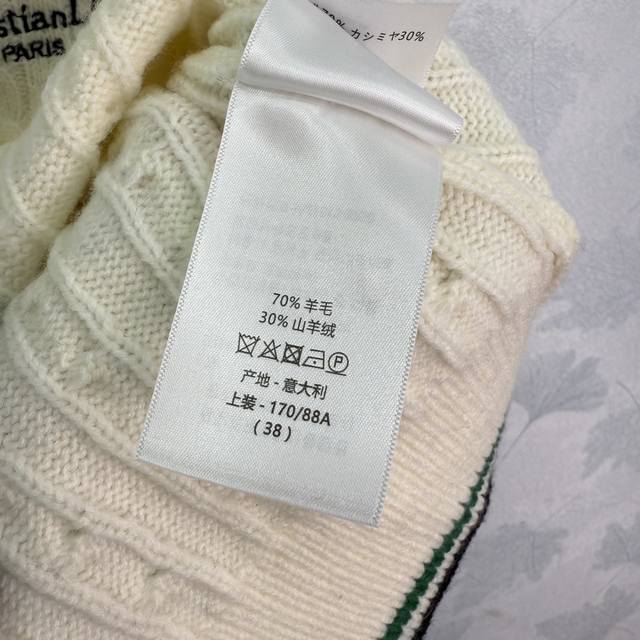 stianD
PARIS
カシミヤ30%
70% 羊毛
30% 山羊绒
产地 - 意大利
上装 - 170/88A
( 38 )